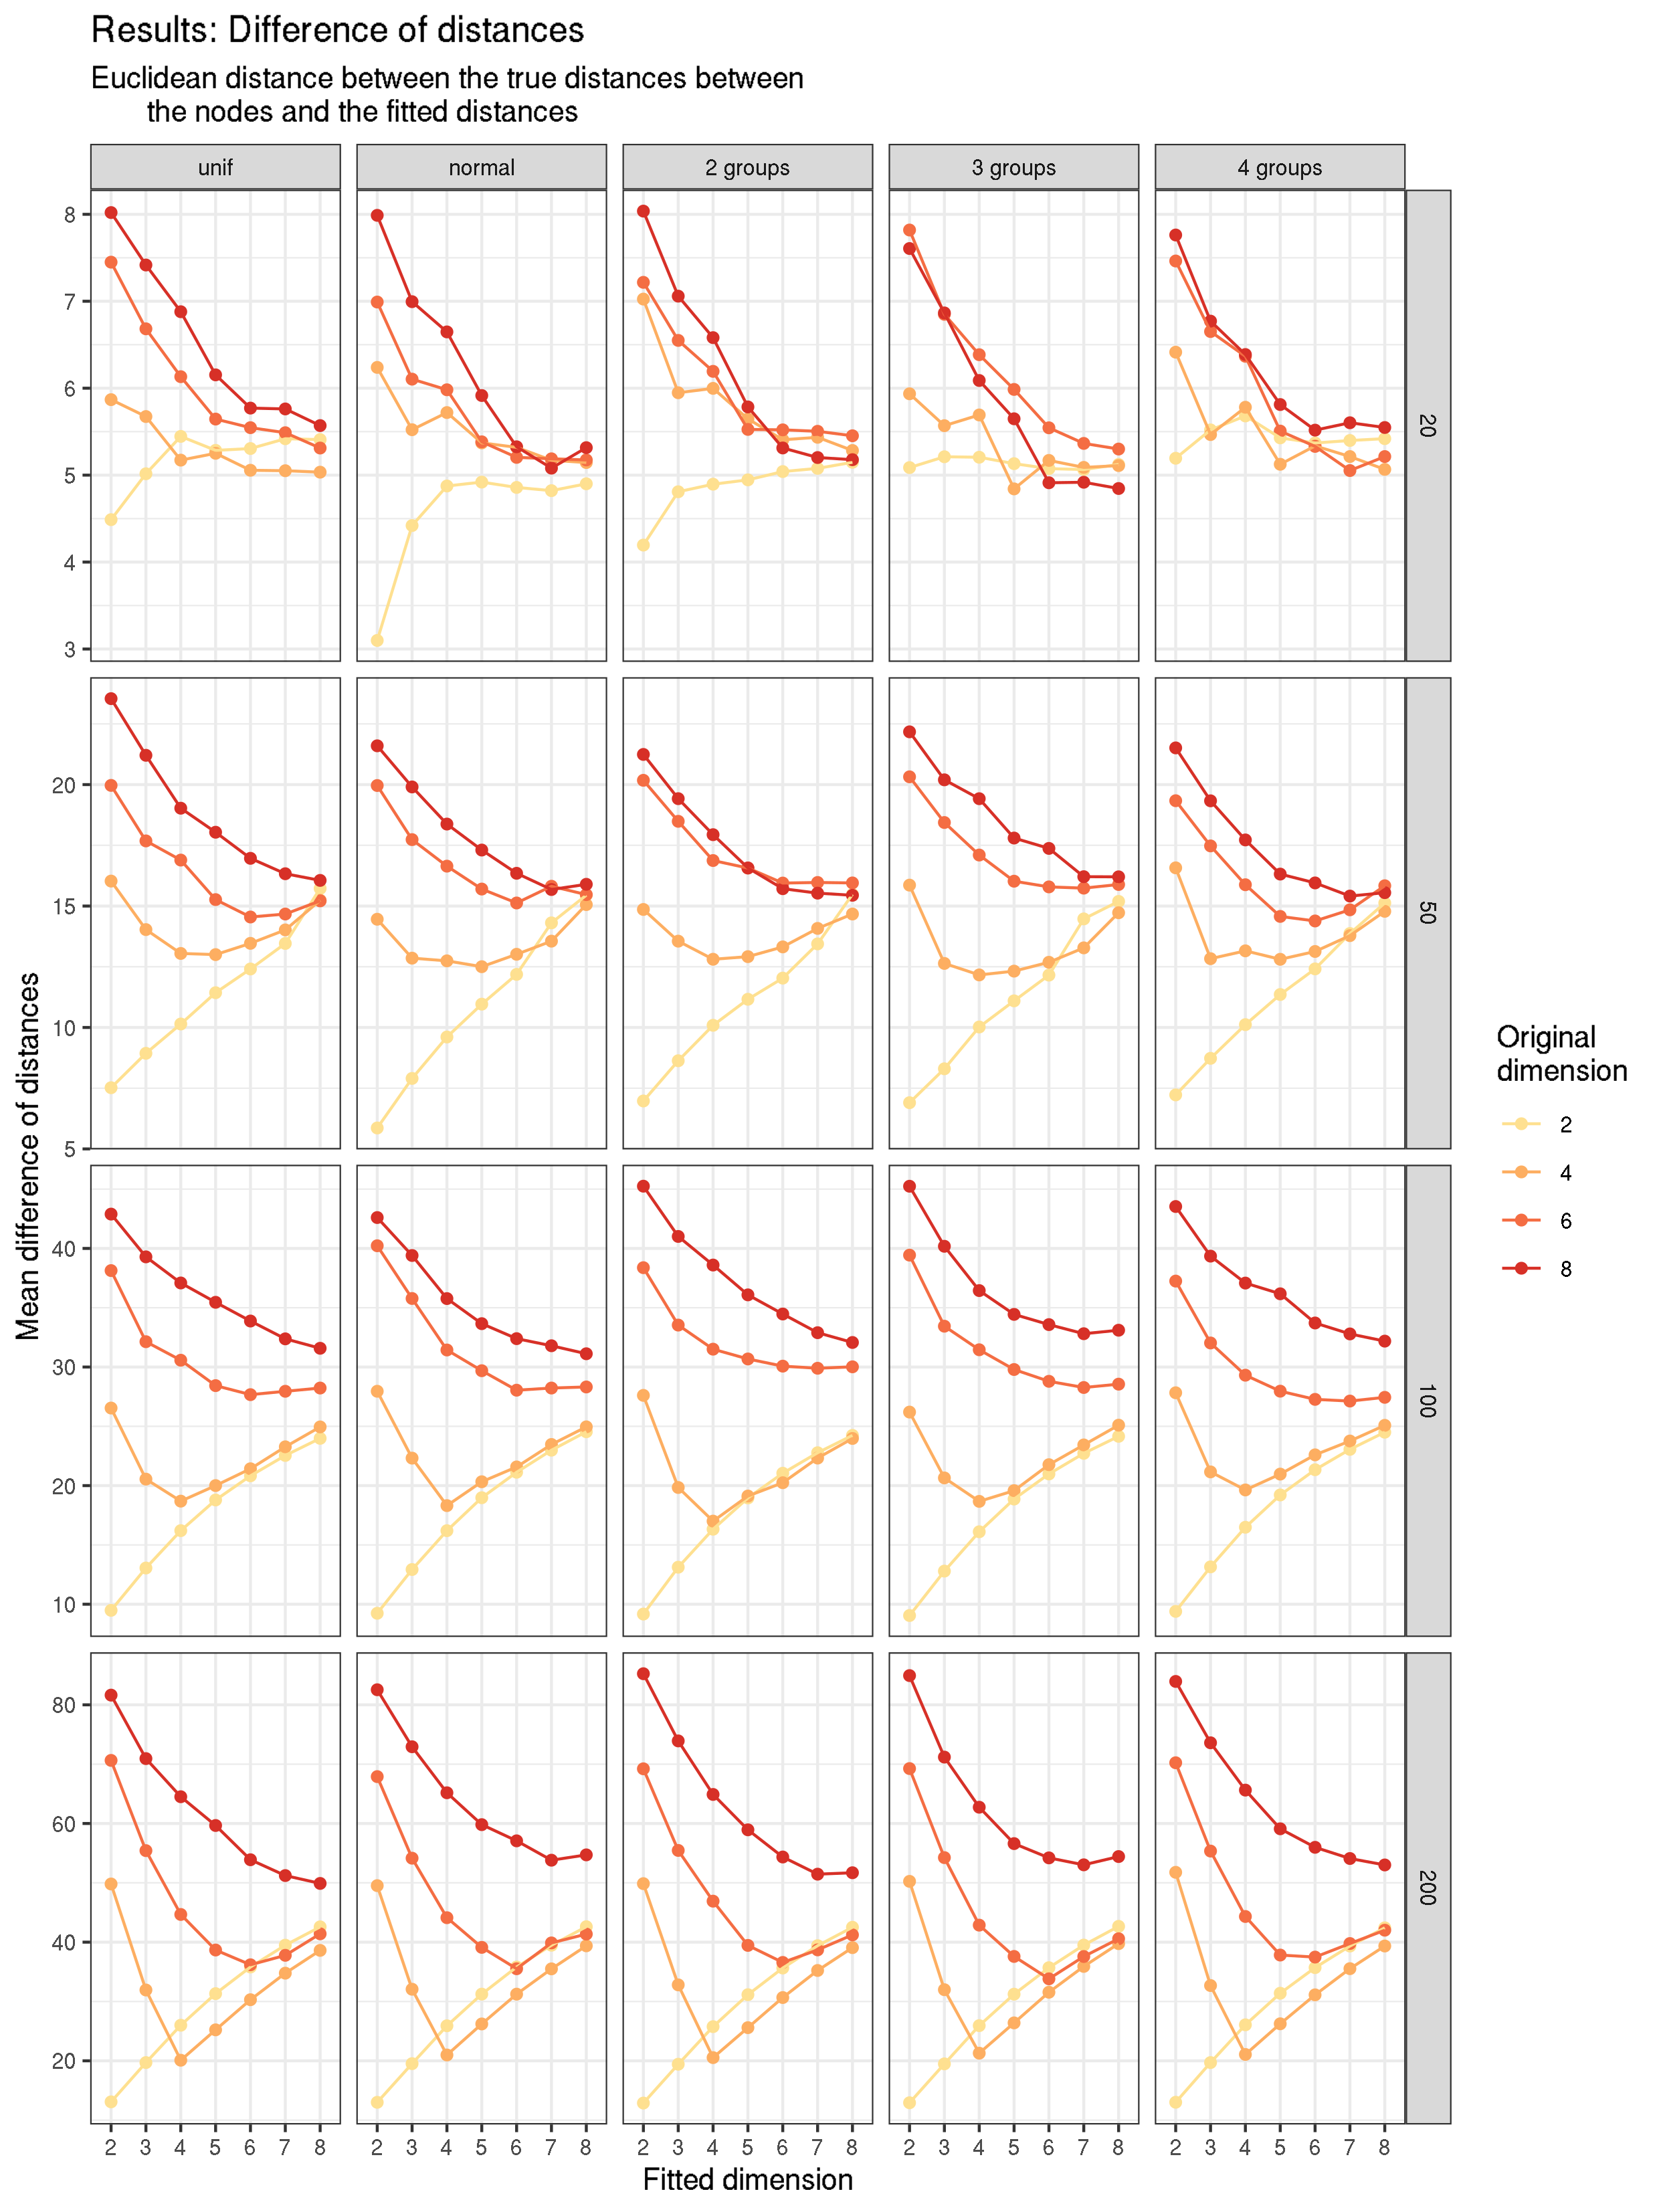 Results: Difference of distances
Euclidean distance between the true distances between
the nodes and the fitted distances
unif normal 2 groups 3 groups 4 groups
8
7
6
5
4
3
20
20
15
10
5
50
40
30
20
10
100
80
60
40
20
200
Mean difference of distances
2 3 4 5 6 7 8 2 3 4 5 6 7 8 2 3 4 5 6 7 8 2 3 4 5 6 7 8 2 3 4 5 6 7 8
Fitted dimension
Original
dimension
2
4
6
8